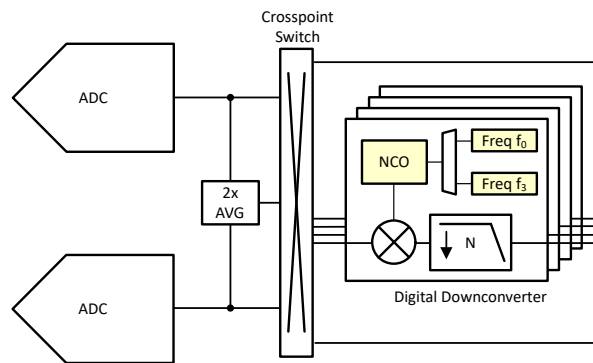 Crosspoint
Switch
ADC
NCO
Freq f₀
Freq f₃
2x
AVG
N
ADC
Digital Downconverter